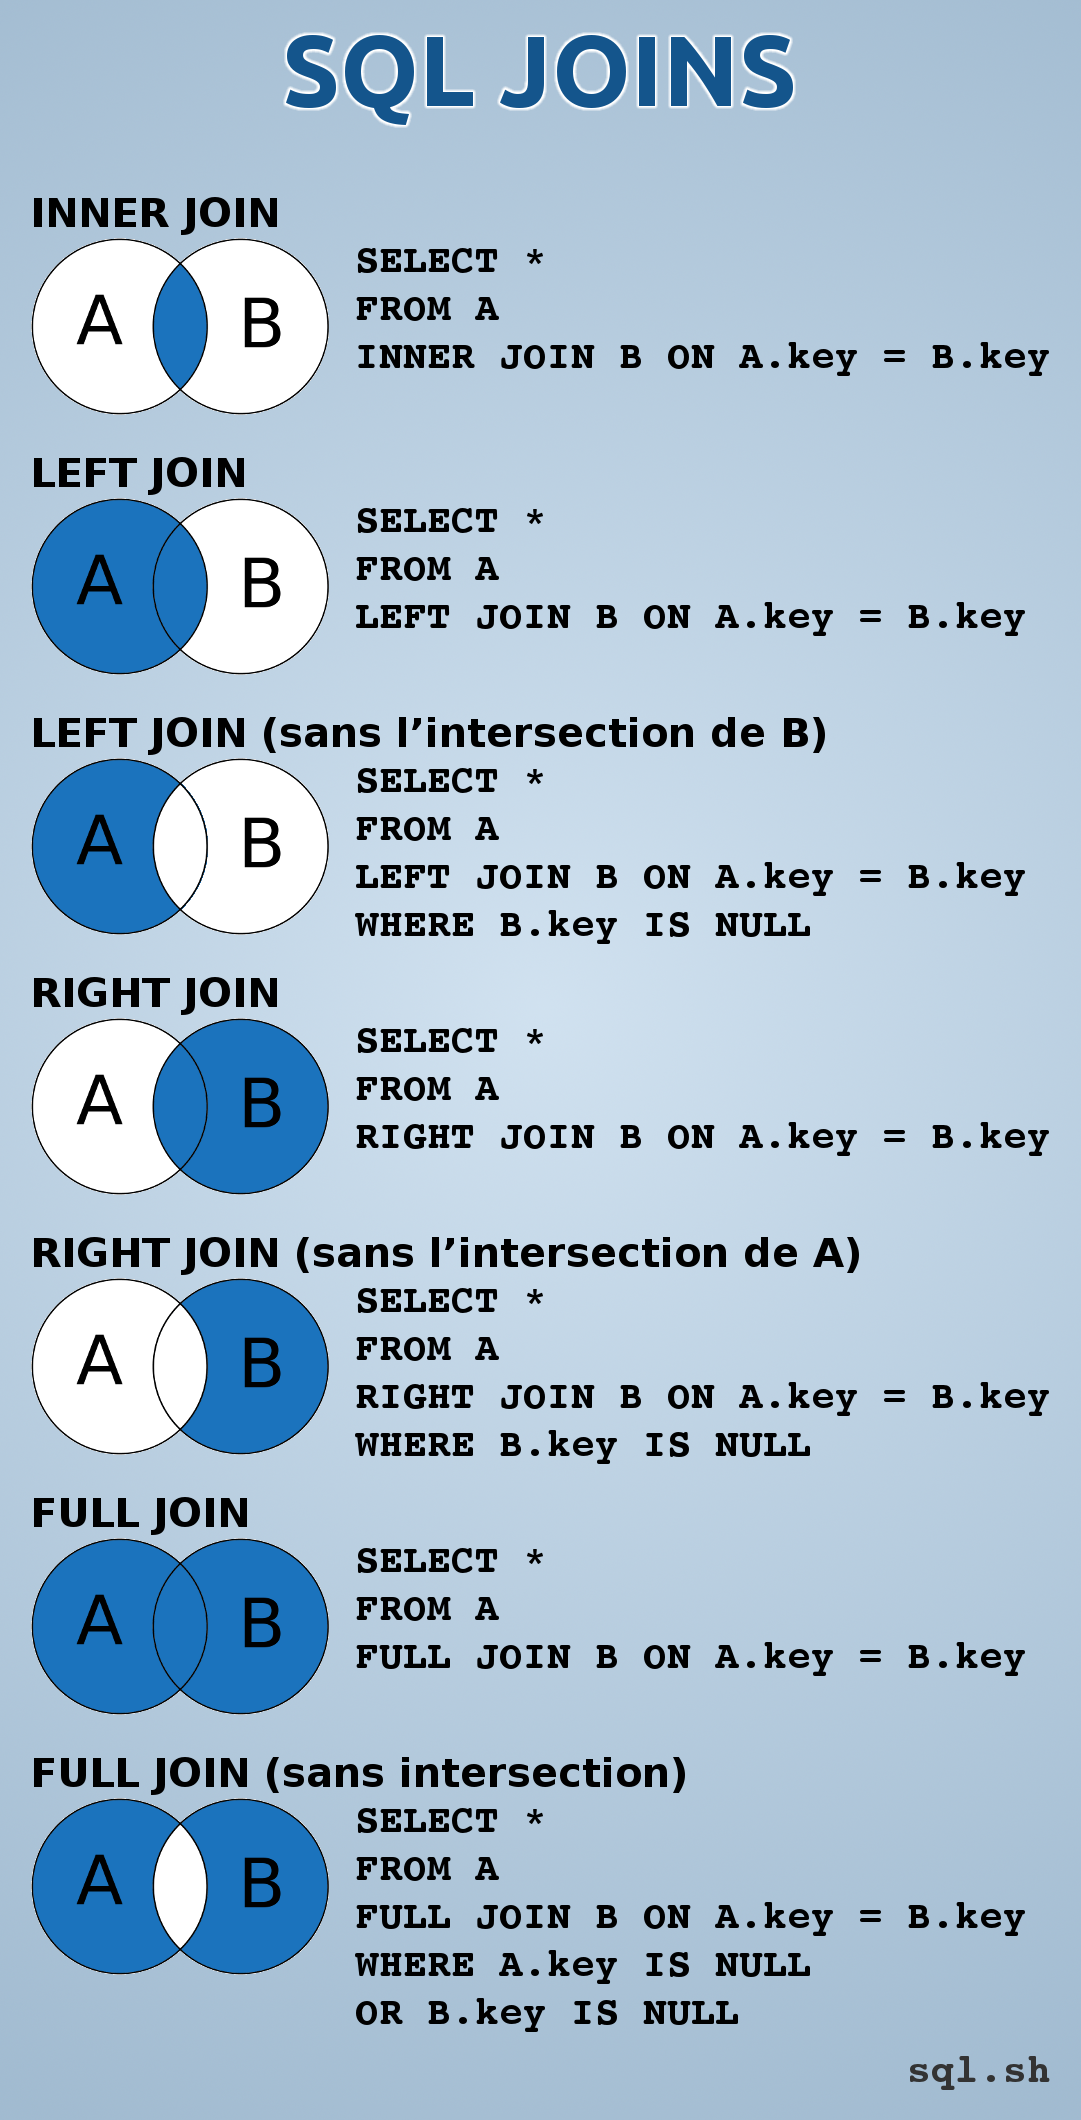 SQL JOINS
INNER JOIN
A B
SELECT *
FROM A
INNER JOIN B ON A.key = B.key
LEFT JOIN
A B
SELECT *
FROM A
LEFT JOIN B ON A.key = B.key
LEFT JOIN (sans l’intersection de B)
A B
SELECT *
FROM A
LEFT JOIN B ON A.key = B.key
WHERE B.key IS NULL
RIGHT JOIN
A B
SELECT *
FROM A
RIGHT JOIN B ON A.key = B.key
RIGHT JOIN (sans l’intersection de A)
A B
SELECT *
FROM A
RIGHT JOIN B ON A.key = B.key
WHERE B.key IS NULL
FULL JOIN
A B
SELECT *
FROM A
FULL JOIN B ON A.key = B.key
FULL JOIN (sans intersection)
A B
SELECT *
FROM A
FULL JOIN B ON A.key = B.key
WHERE A.key IS NULL
OR B.key IS NULL
sql.sh